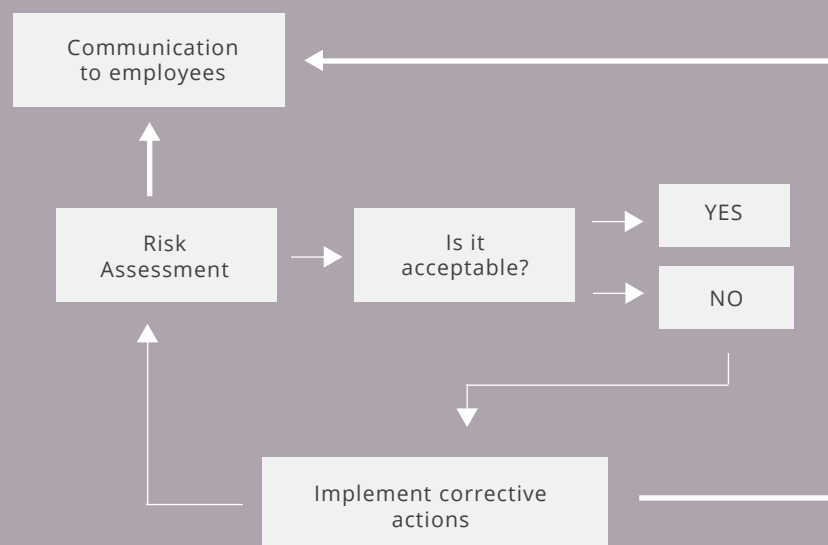 Communication
to employees
Risk
Assessment
Is it
acceptable?
YES
NO
Implement corrective
actions